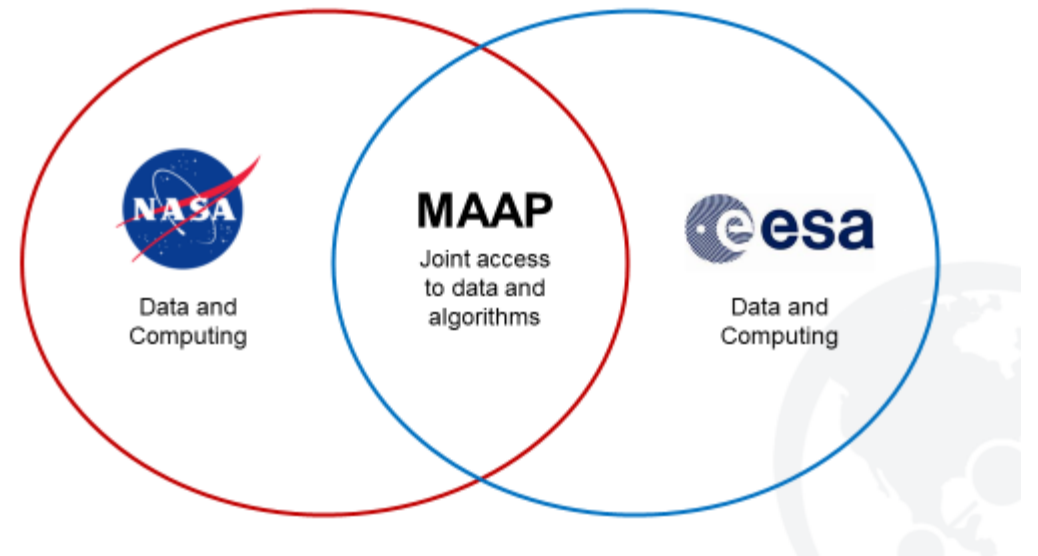 NASA
Data and
Computing
MAAP
Joint access
to data and
algorithms
esa
Data and
Computing